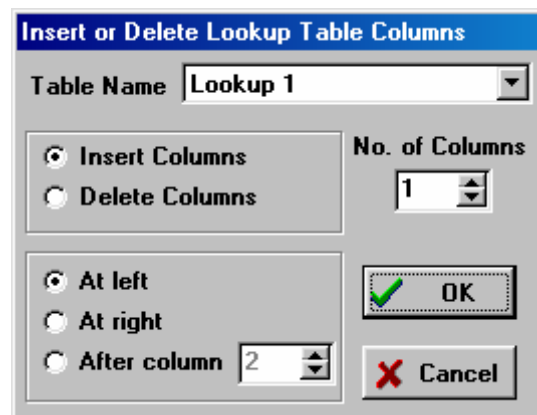 Insert or Delete Lookup Table Columns
Table Name Lookup 1
Insert Columns
Delete Columns
No. of Columns
1
At left
At right
After column 2
OK
Cancel